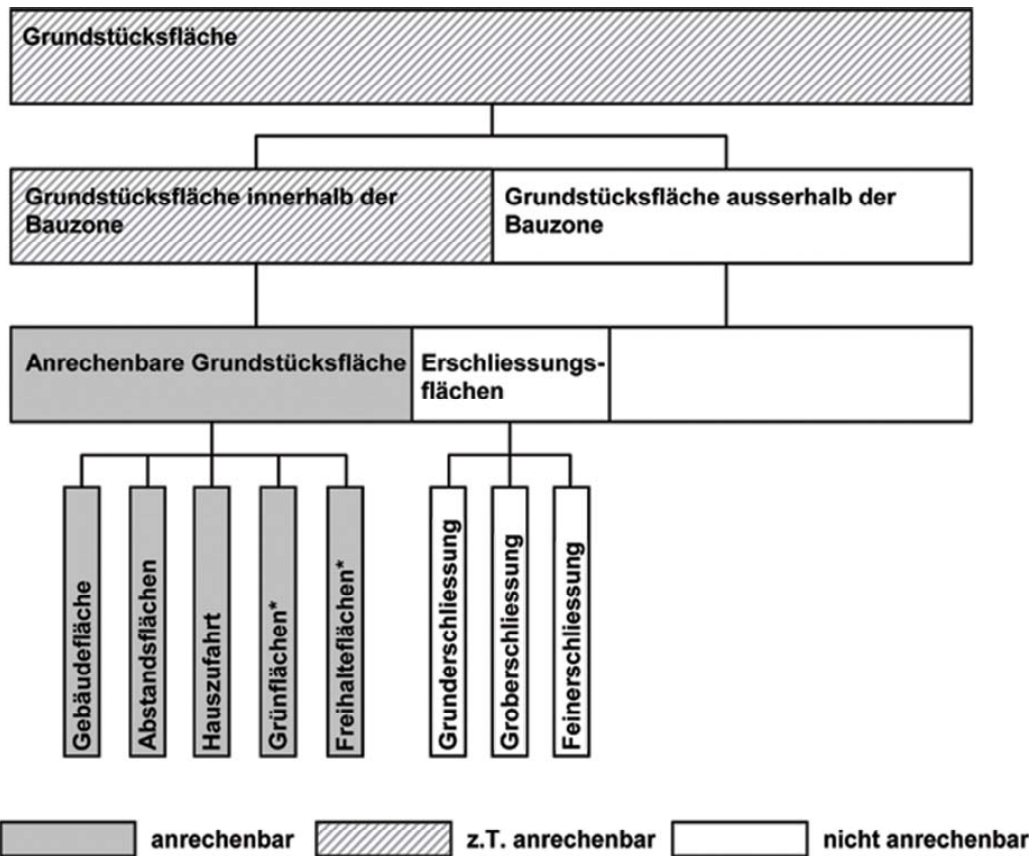 Grundstücksfläche
Grundstücksfläche innerhalb der
Bauzone
Grundstücksfläche ausserhalb der
Bauzone
Anrechenbare Grundstücksfläche
Erschliessungs-
flächen
Gebäudefläche
Abstandsflächen
Hauszufahrt
Grünflächen*
Freihalteflächen*
Grunderschliessung
Groberschliessung
Feinerschliessung
anrechenbar
z.T. anrechenbar
nicht anrechenbar